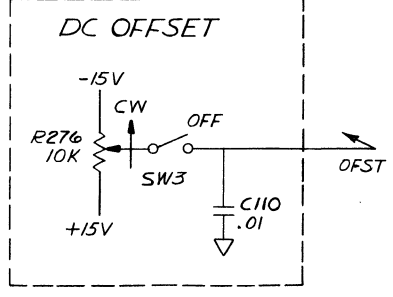 DC OFFSET
-15V
CW
OFF
R276
10K
SW3
OFST
C110
.01
+15V